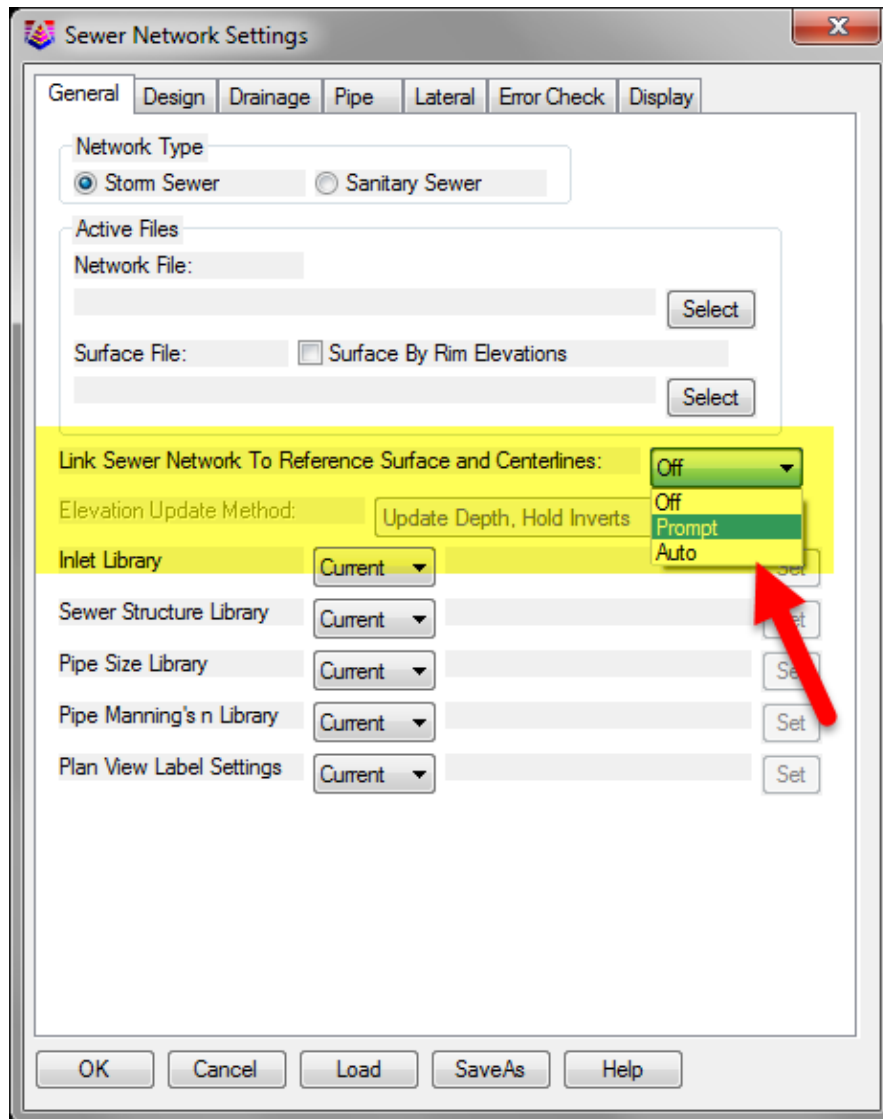 Sewer Network Settings
General Design Drainage Pipe Lateral Error Check Display
Network Type
Storm Sewer Sanitary Sewer
Active Files
Network File:
Select
Surface File: Surface By Rim Elevations
Select
Link Sewer Network To Reference Surface and Centerlines: Off
Off
Elevation Update Method: Update Depth, Hold Inverts
Prompt
Auto
Inlet Library Current Set
Sewer Structure Library Current Set
Pipe Size Library Current Set
Pipe Manning's n Library Current Set
Plan View Label Settings Current Set
OK Cancel Load SaveAs Help